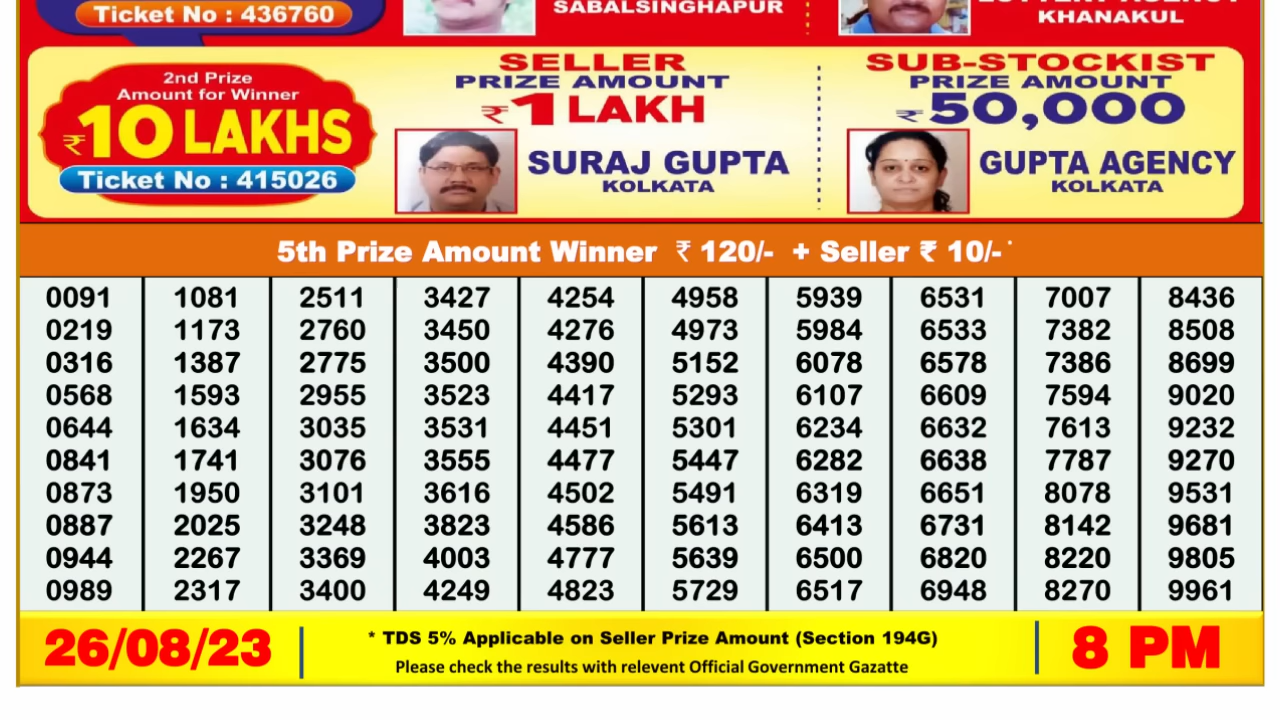 Ticket No : 436760
SABALSINGHAPUR
KHANAKUL
2nd Prize
Amount for Winner
₹10 LAKHS
Ticket No : 415026
SELLER
PRIZE AMOUNT
₹1 LAKH
SURAJ GUPTA
KOLKATA
SUB-STOCKIST
PRIZE AMOUNT
₹50,000
GUPTA AGENCY
KOLKATA
5th Prize Amount Winner ₹ 120/- + Seller ₹ 10/- *
0091 1081 2511 3427 4254 4958 5939 6531 7007 8436
0219 1173 2760 3450 4276 4973 5984 6533 7382 8508
0316 1387 2775 3500 4390 5152 6078 6578 7386 8699
0568 1593 2955 3523 4417 5293 6107 6609 7594 9020
0644 1634 3035 3531 4451 5301 6234 6632 7613 9232
0841 1741 3076 3555 4477 5447 6282 6638 7787 9270
0873 1950 3101 3616 4502 5491 6319 6651 8078 9531
0887 2025 3248 3823 4586 5613 6413 6731 8142 9681
0944 2267 3369 4003 4777 5639 6500 6820 8220 9805
0989 2317 3400 4249 4823 5729 6517 6948 8270 9961
26/08/23
* TDS 5% Applicable on Seller Prize Amount (Section 194G)
Please check the results with relevent Official Government Gazatte
8 PM